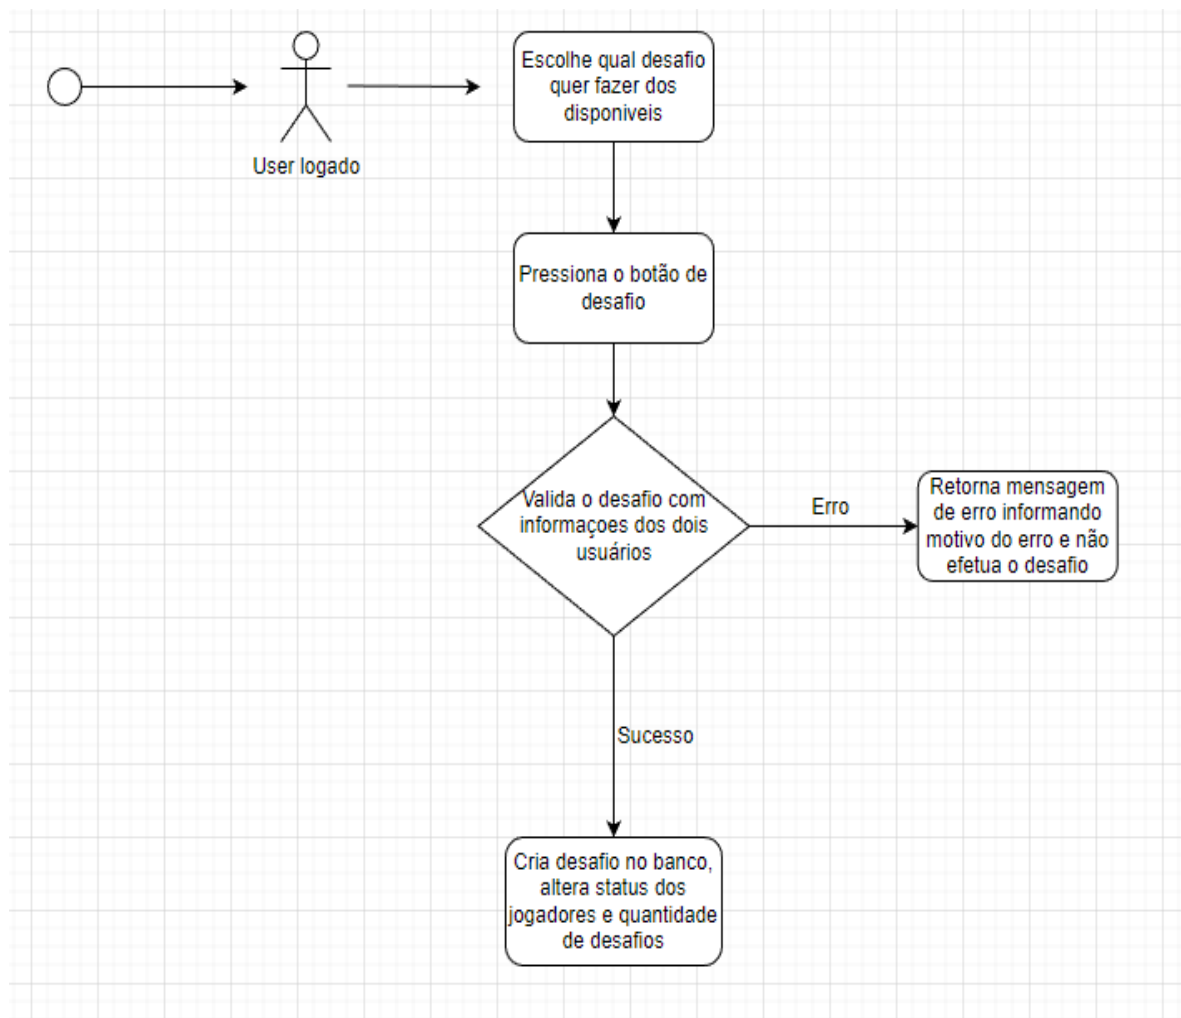 Escolhe qual desafio
quer fazer dos
disponiveis
User logado
Pressiona o botão de
desafio
Valida o desafio com
informaçoes dos dois
usuários
Erro
Retorna mensagem
de erro informando
motivo do erro e não
efetua o desafio
Sucesso
Cria desafio no banco,
altera status dos
jogadores e quantidade
de desafios